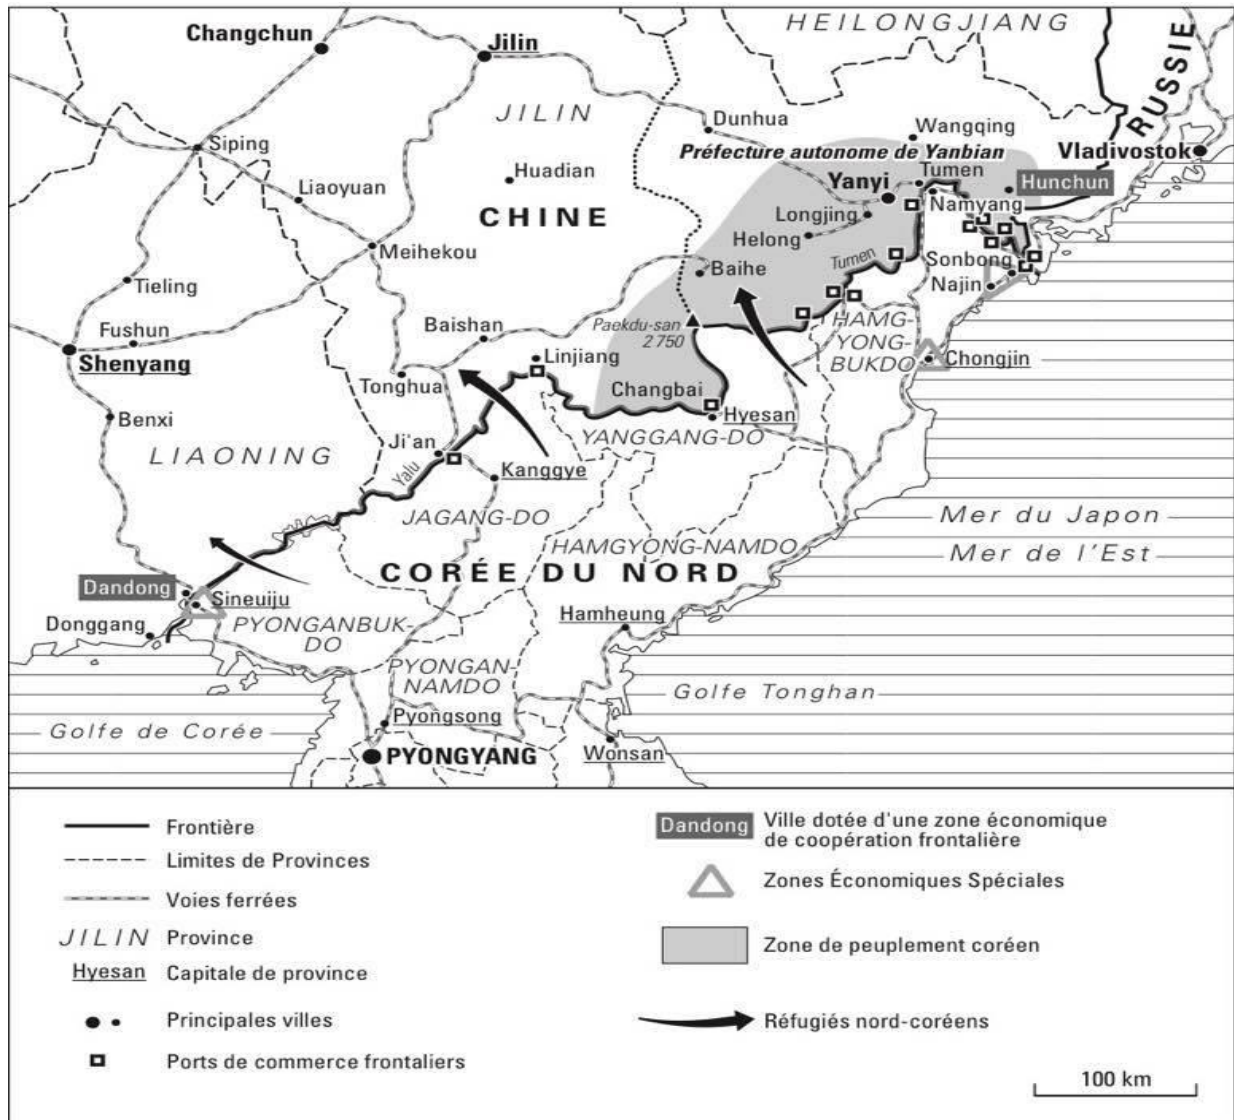 HEILONGJIANG
RUSSIE
Changchun
Jilin
JILIN
Dunhua
Wangqing
Siping
Préfecture autonome de Yanbian
Vladivostok
Huadian
Tumen
Hunchun
Liaoyuan
Yanyi
Namyang
CHINE
Longjing
Meihekou
Helong
Tumen
Sonbong
Baihe
Najin
Tieling
Fushun
Baishan
Paekdu-san
2 750
HAMG-
YONG-
BUKDO
Shenyang
Linjiang
Chongjin
Tonghua
Changbai
Benxi
Hyesan
YANGGANG-DO
LIAONING
Ji'an
Yalu
Kanggye
JAGANG-DO
Mer du Japon
HAMGYONG-NAMDO
Mer de l'Est
CORÉE DU NORD
Dandong
Sineuiju
Hamheung
Donggang
PYONGANBUK-
DO
PYONGAN-
NAMDO
Golfe Tonghan
Pyongsong
Golfe de Corée
PYONGYANG
Wonsan
Frontière
Limites de Provinces
Voies ferrées
JILIN Province
Hyesan Capitale de province
Principales villes
Ports de commerce frontaliers
Dandong Ville dotée d'une zone économique
de coopération frontalière
Zones Économiques Spéciales
Zone de peuplement coréen
Réfugiés nord-coréens
100 km